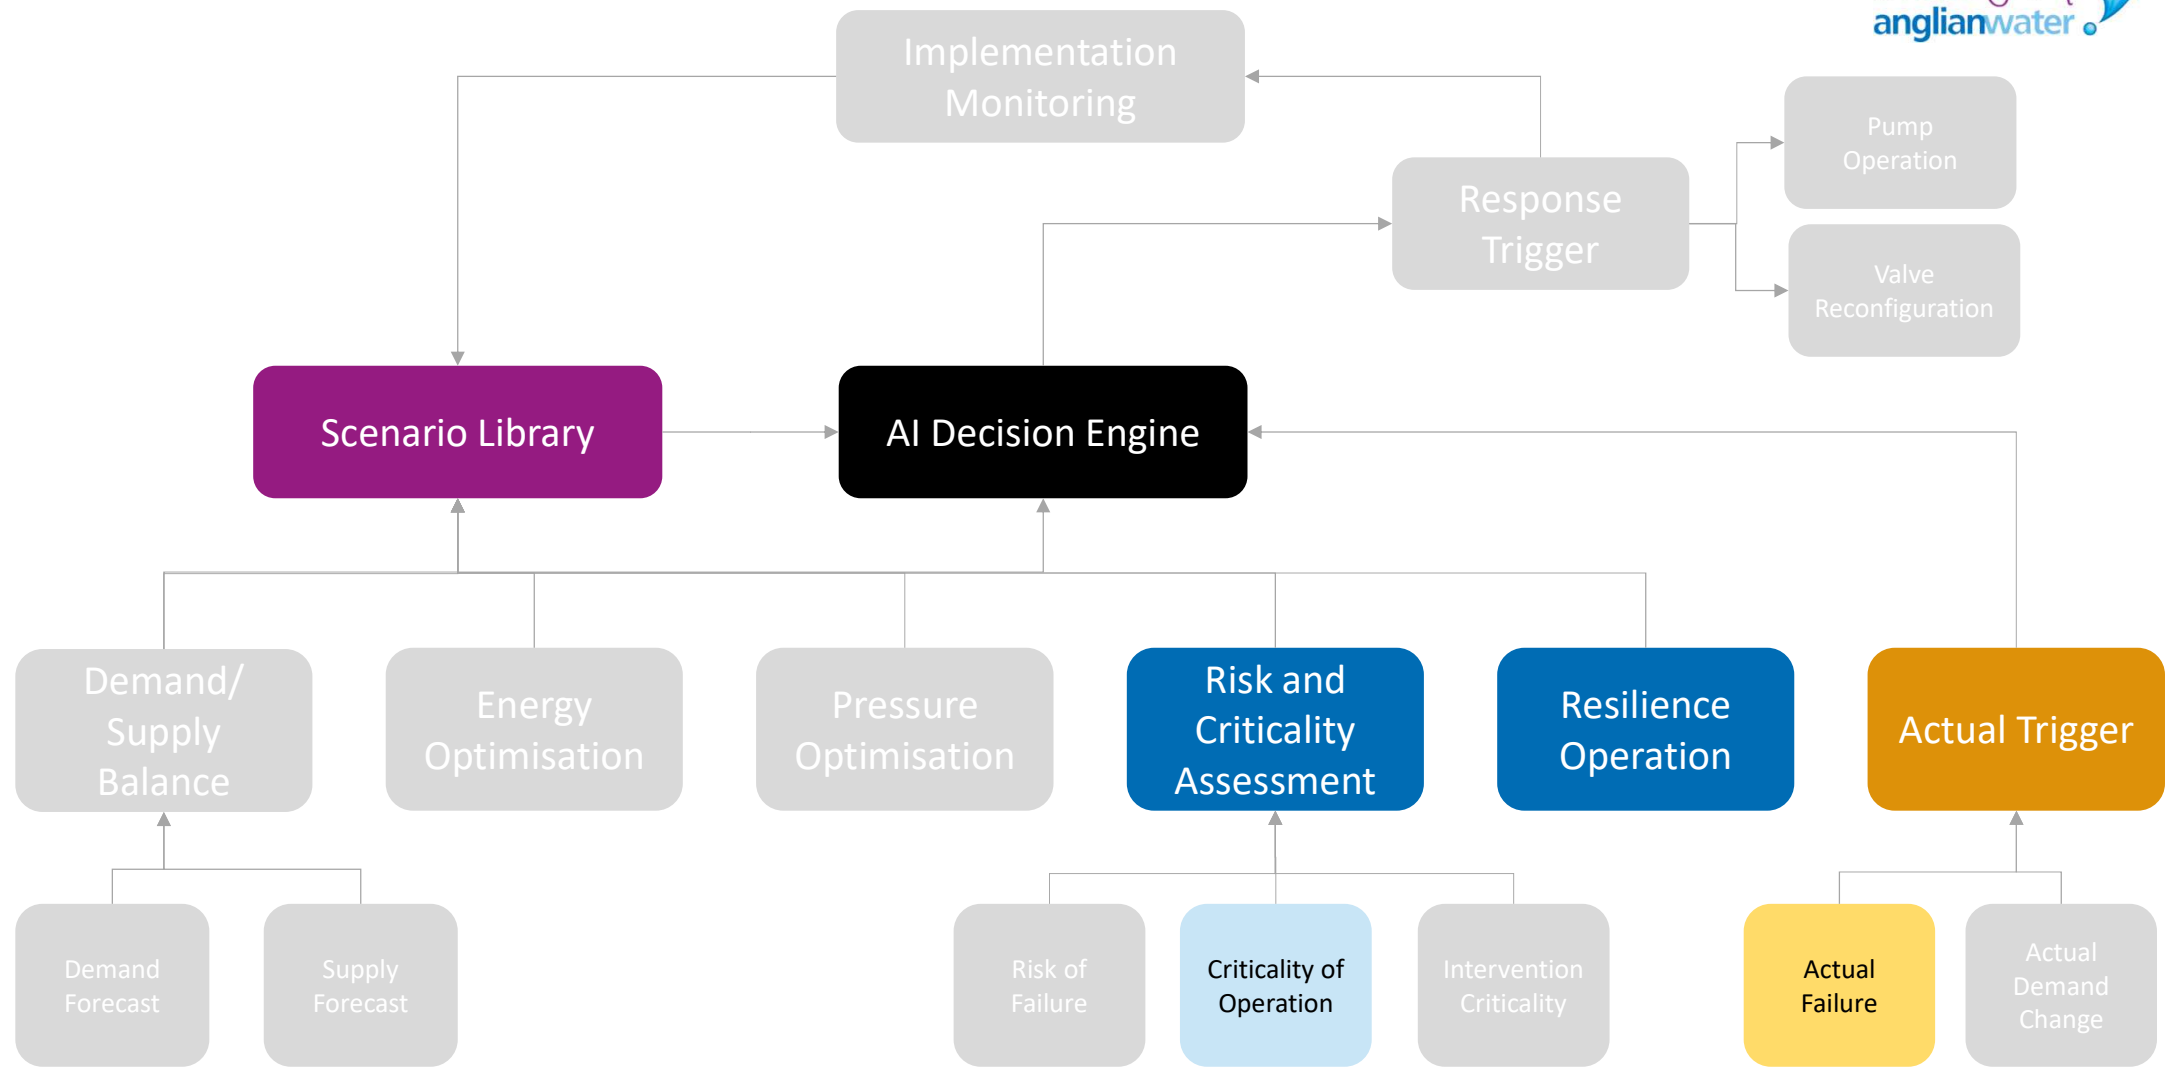 anglianwater
Implementation
Monitoring
Pump
Operation
Response
Trigger
Valve
Reconfiguration
Scenario Library
AI Decision Engine
Demand/
Supply
Balance
Energy
Optimisation
Pressure
Optimisation
Risk and
Criticality
Assessment
Resilience
Operation
Actual Trigger
Demand
Forecast
Supply
Forecast
Risk of
Failure
Criticality of
Operation
Intervention
Criticality
Actual
Failure
Actual
Demand
Change